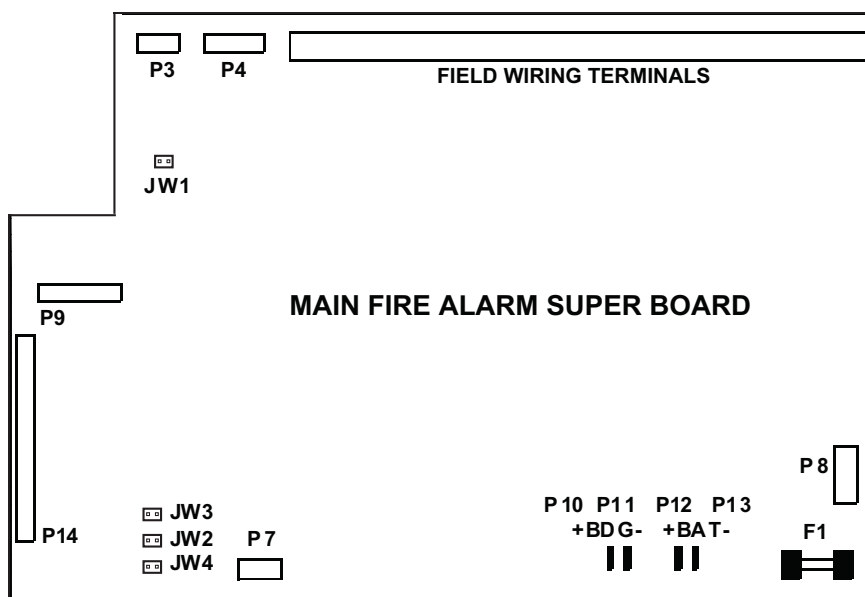 P3 P4
FIELD WIRING TERMINALS
JW1
P9
MAIN FIRE ALARM SUPER BOARD
P8
P14
JW3
JW2
JW4
P7
P10 P11 P12 P13
+BDG- +BAT-
F1